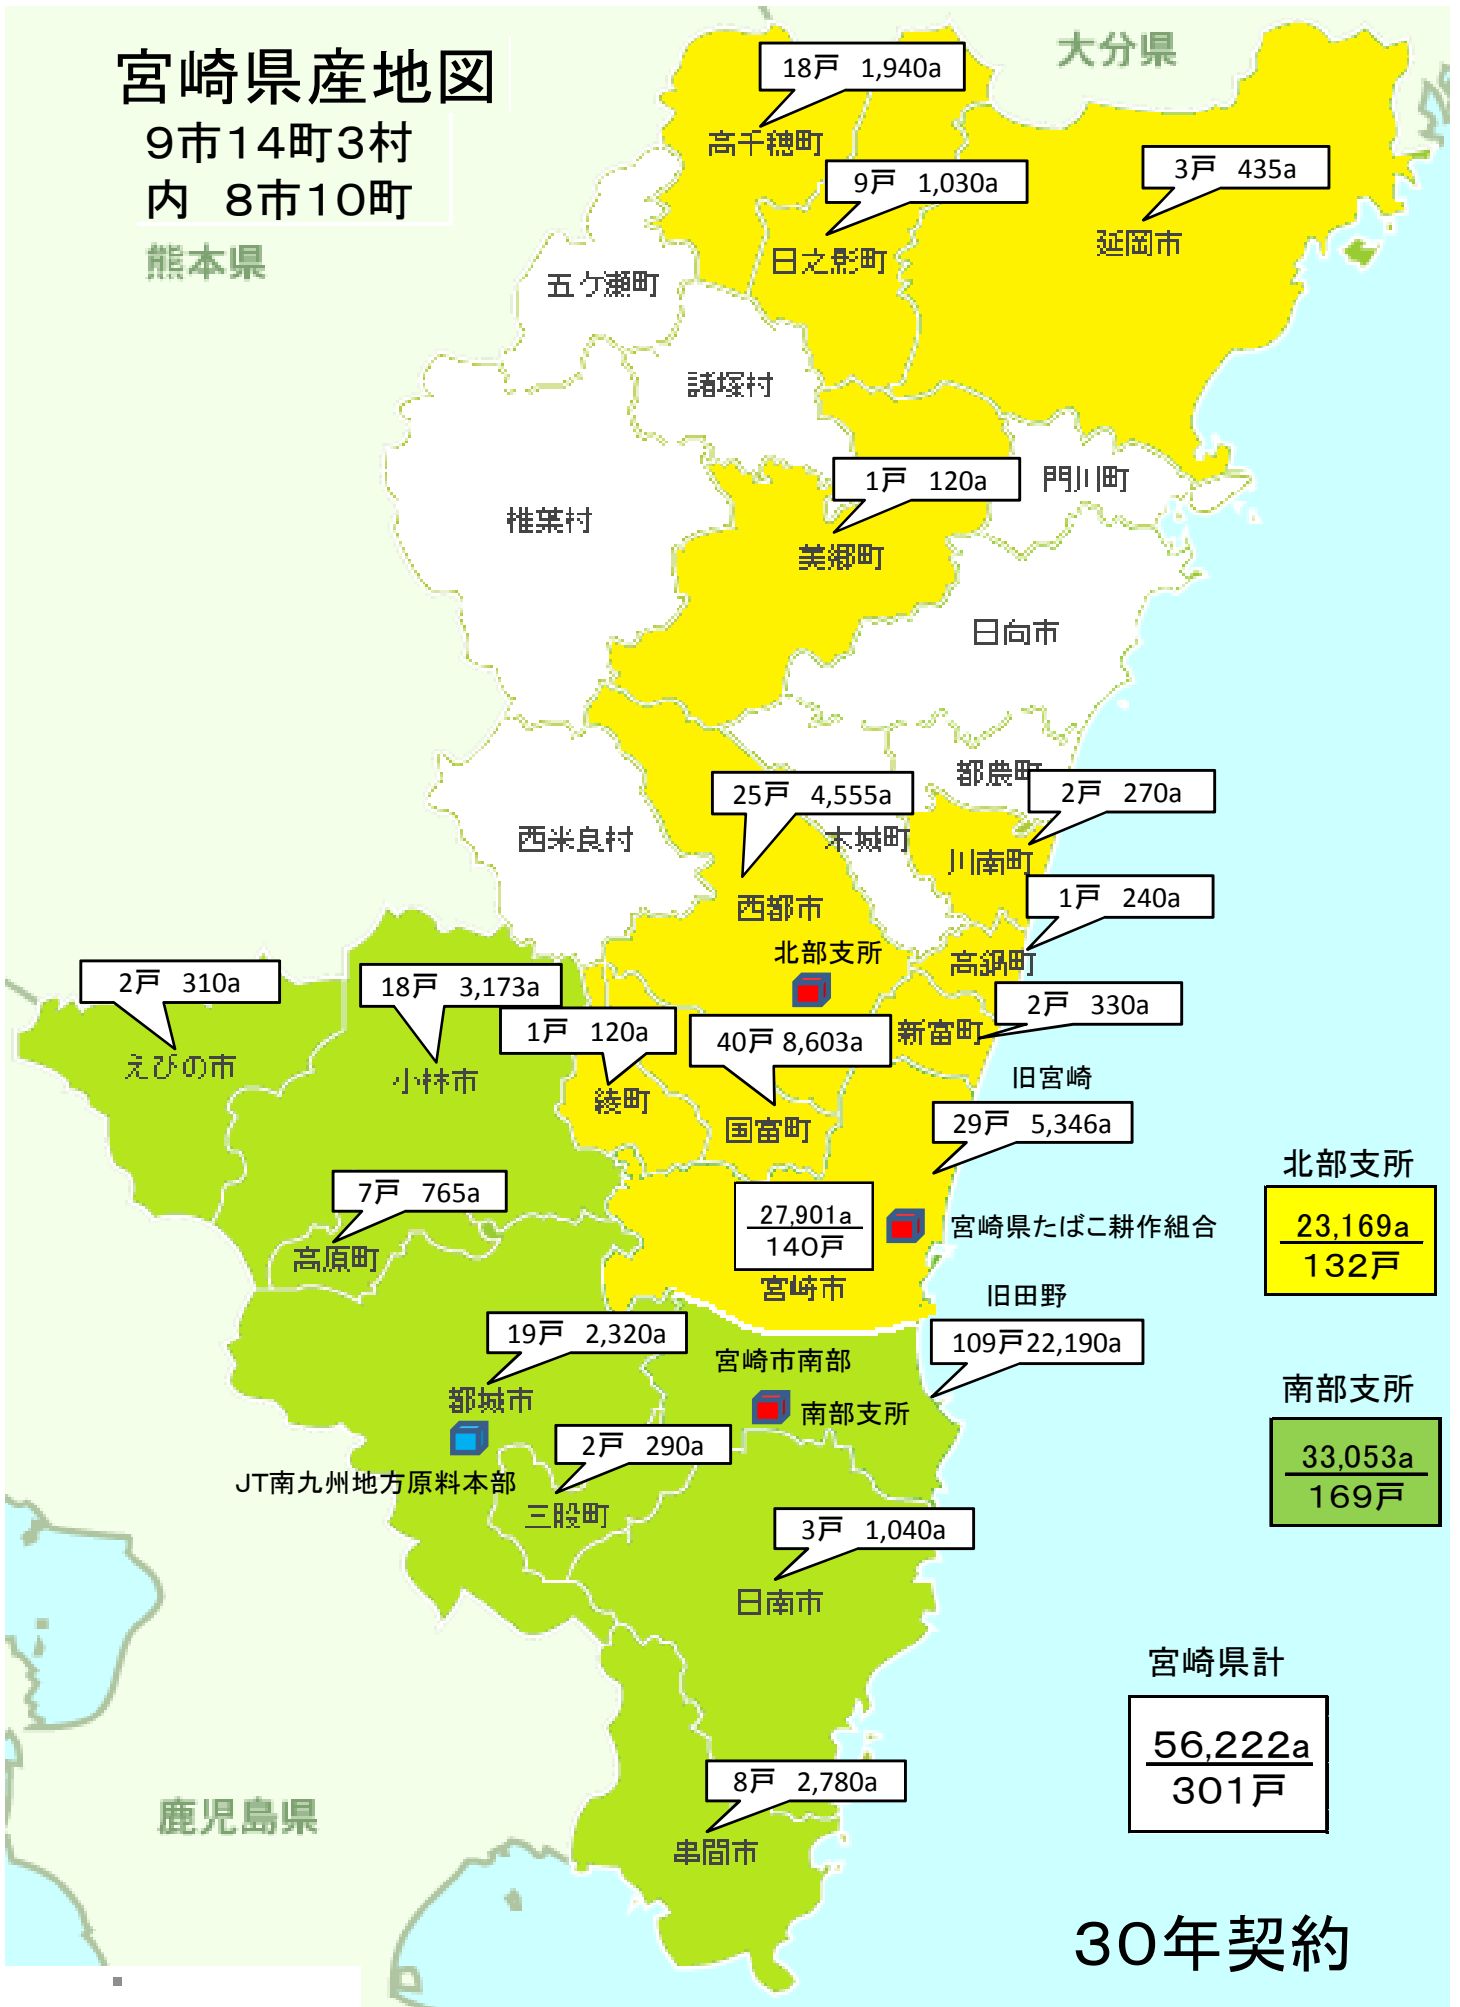 宮崎県産地図
9市14町3村
内 8市10町
大分県
熊本県
18戸 1,940a
高千穂町
9戸 1,030a
日之影町
3戸 435a
延岡市
五ケ瀬町
諸塚村
椎葉村
1戸 120a
美郷町
門川町
日向市
都農町
25戸 4,555a
2戸 270a
西米良村
木城町
川南町
西都市
1戸 240a
北部支所
高鍋町
2戸 310a
18戸 3,173a
1戸 120a
40戸 8,603a
新富町
2戸 330a
えびの市
小林市
綾町
国富町
旧宮崎
29戸 5,346a
7戸 765a
高原町
27,901a
140戸
宮崎県たばこ耕作組合
宮崎市
北部支所
23,169a
132戸
旧田野
109戸22,190a
19戸 2,320a
都城市
宮崎市南部
南部支所
JT南九州地方原料本部
2戸 290a
三股町
南部支所
33,053a
169戸
3戸 1,040a
日南市
宮崎県計
56,222a
301戸
8戸 2,780a
串間市
鹿児島県
30年契約